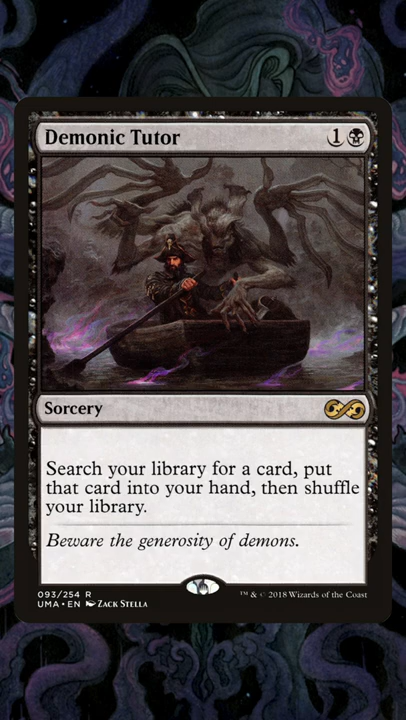 Demonic Tutor 1
Sorcery
Search your library for a card, put
that card into your hand, then shuffle
your library.
Beware the generosity of demons.
093/254 R
UMA • EN Zack Stella
™ & © 2018 Wizards of the Coast